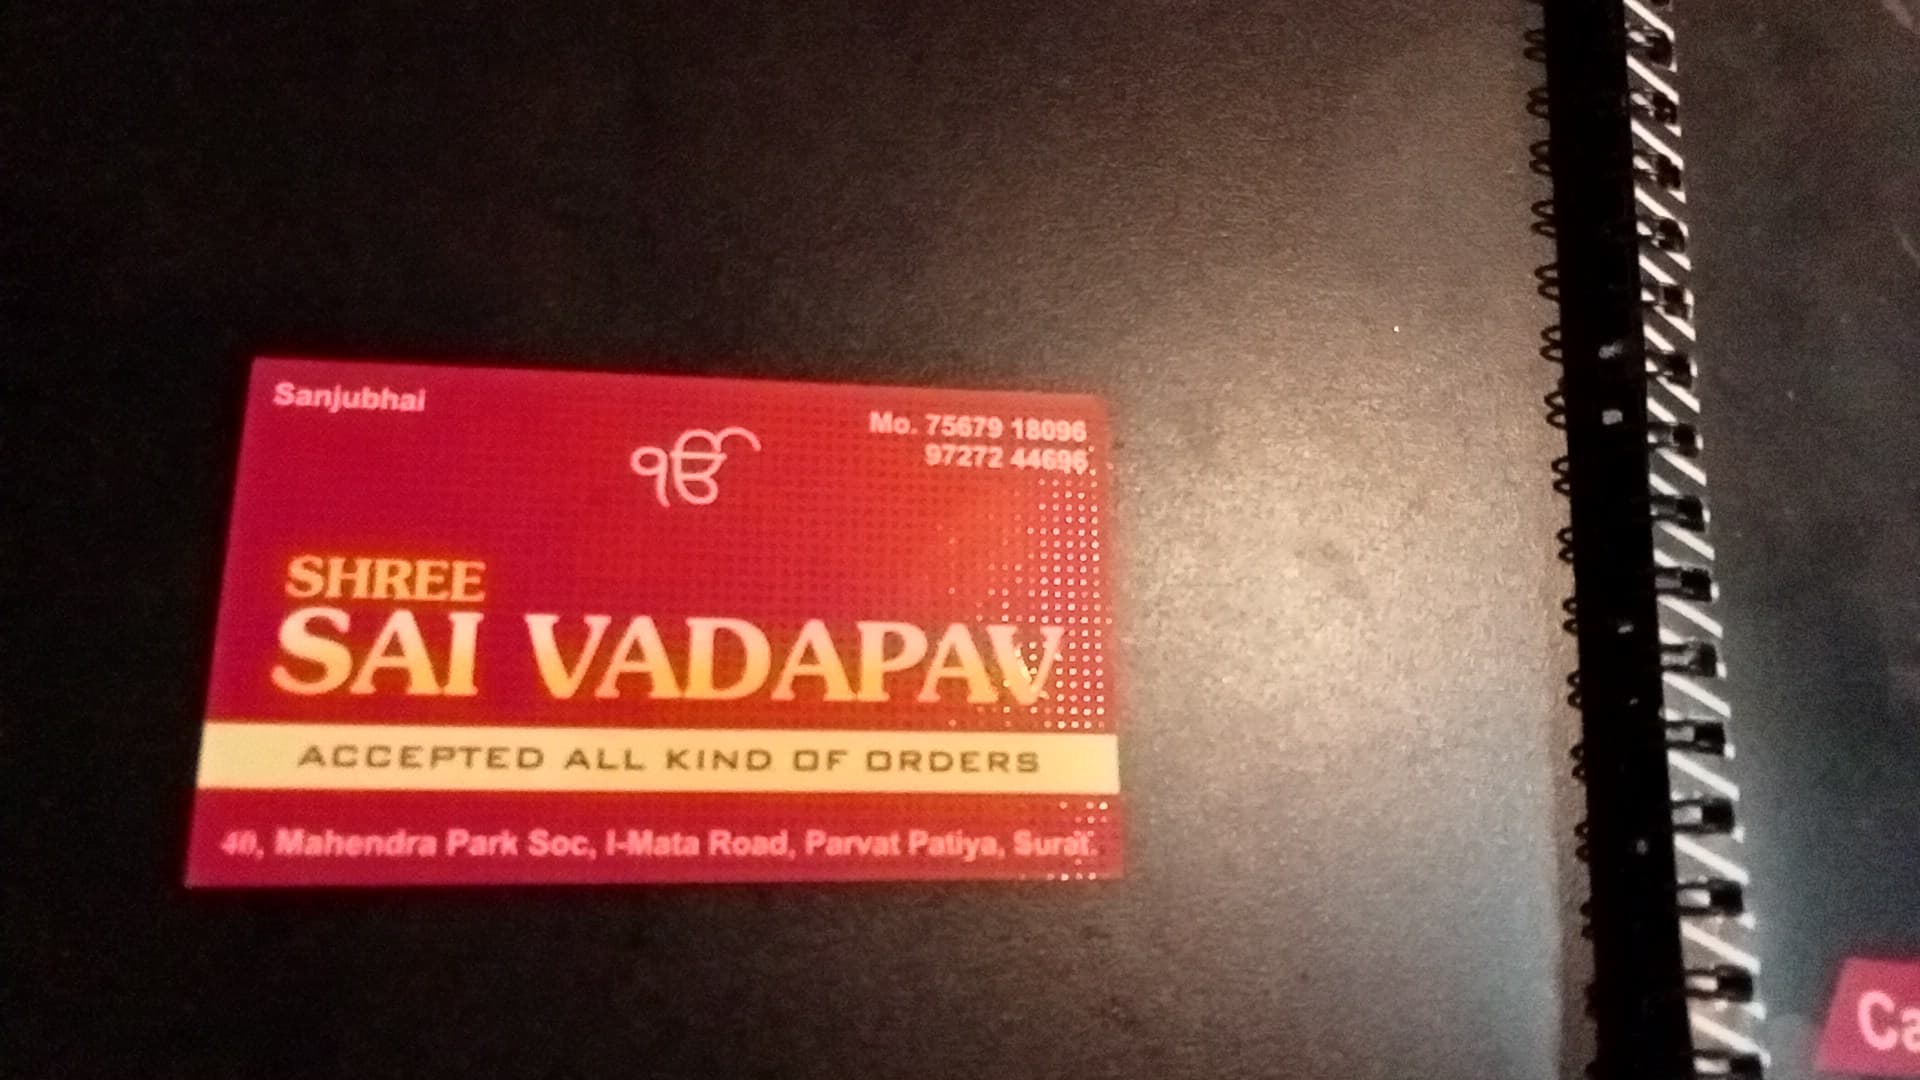 Sanjubhai
Mo. 75679 18096
97272 44696
ੴ
SHREE
SAI VADAPAV
ACCEPTED ALL KIND OF ORDERS
40, Mahendra Park Soc, I-Mata Road, Parvat Patiya, Surat.